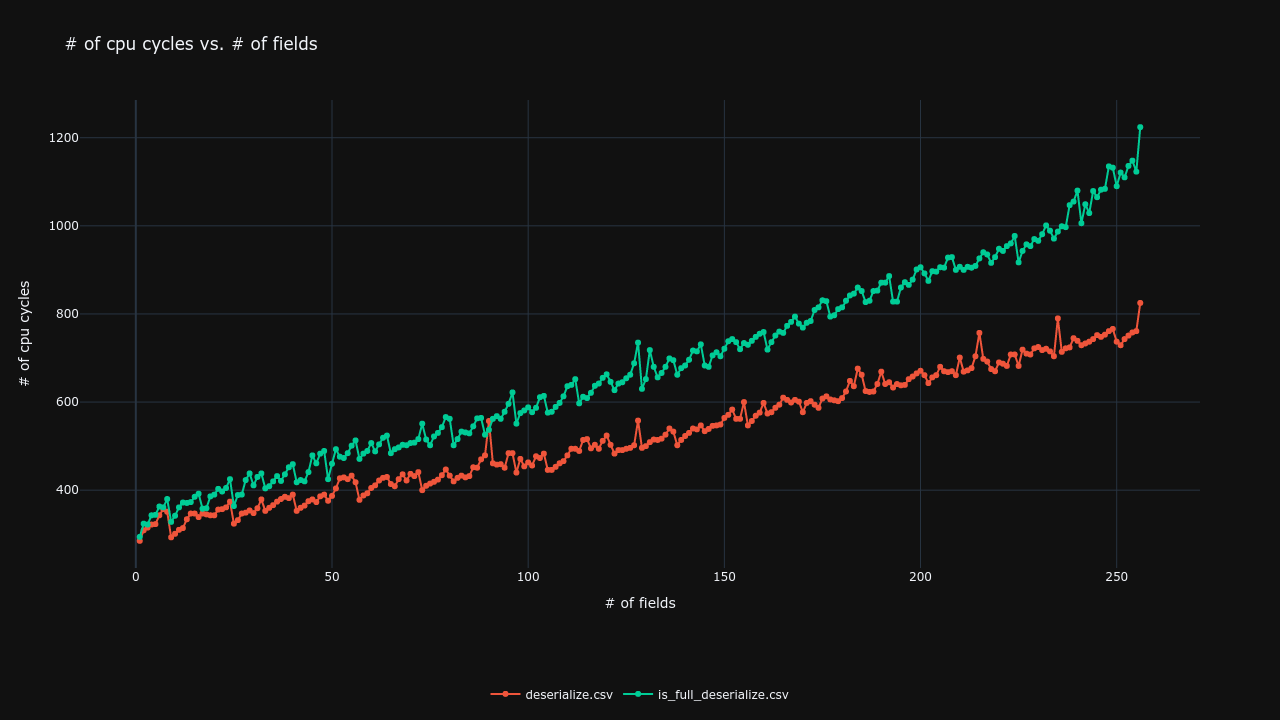 # of cpu cycles vs. # of fields
1200
1000
800
600
400
# of cpu cycles
0 50 100 150 200 250
# of fields
deserialize.csv is_full_deserialize.csv